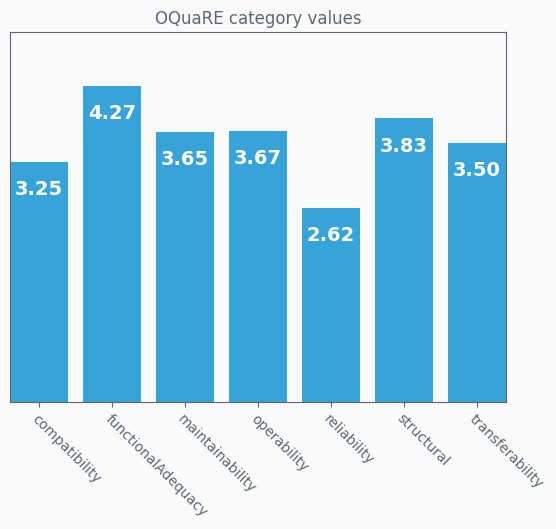 OQuaRE category values
3.25
4.27
3.65
3.67
2.62
3.83
3.50
compatibility
functionalAdequacy
maintainability
operability
reliability
structural
transferability